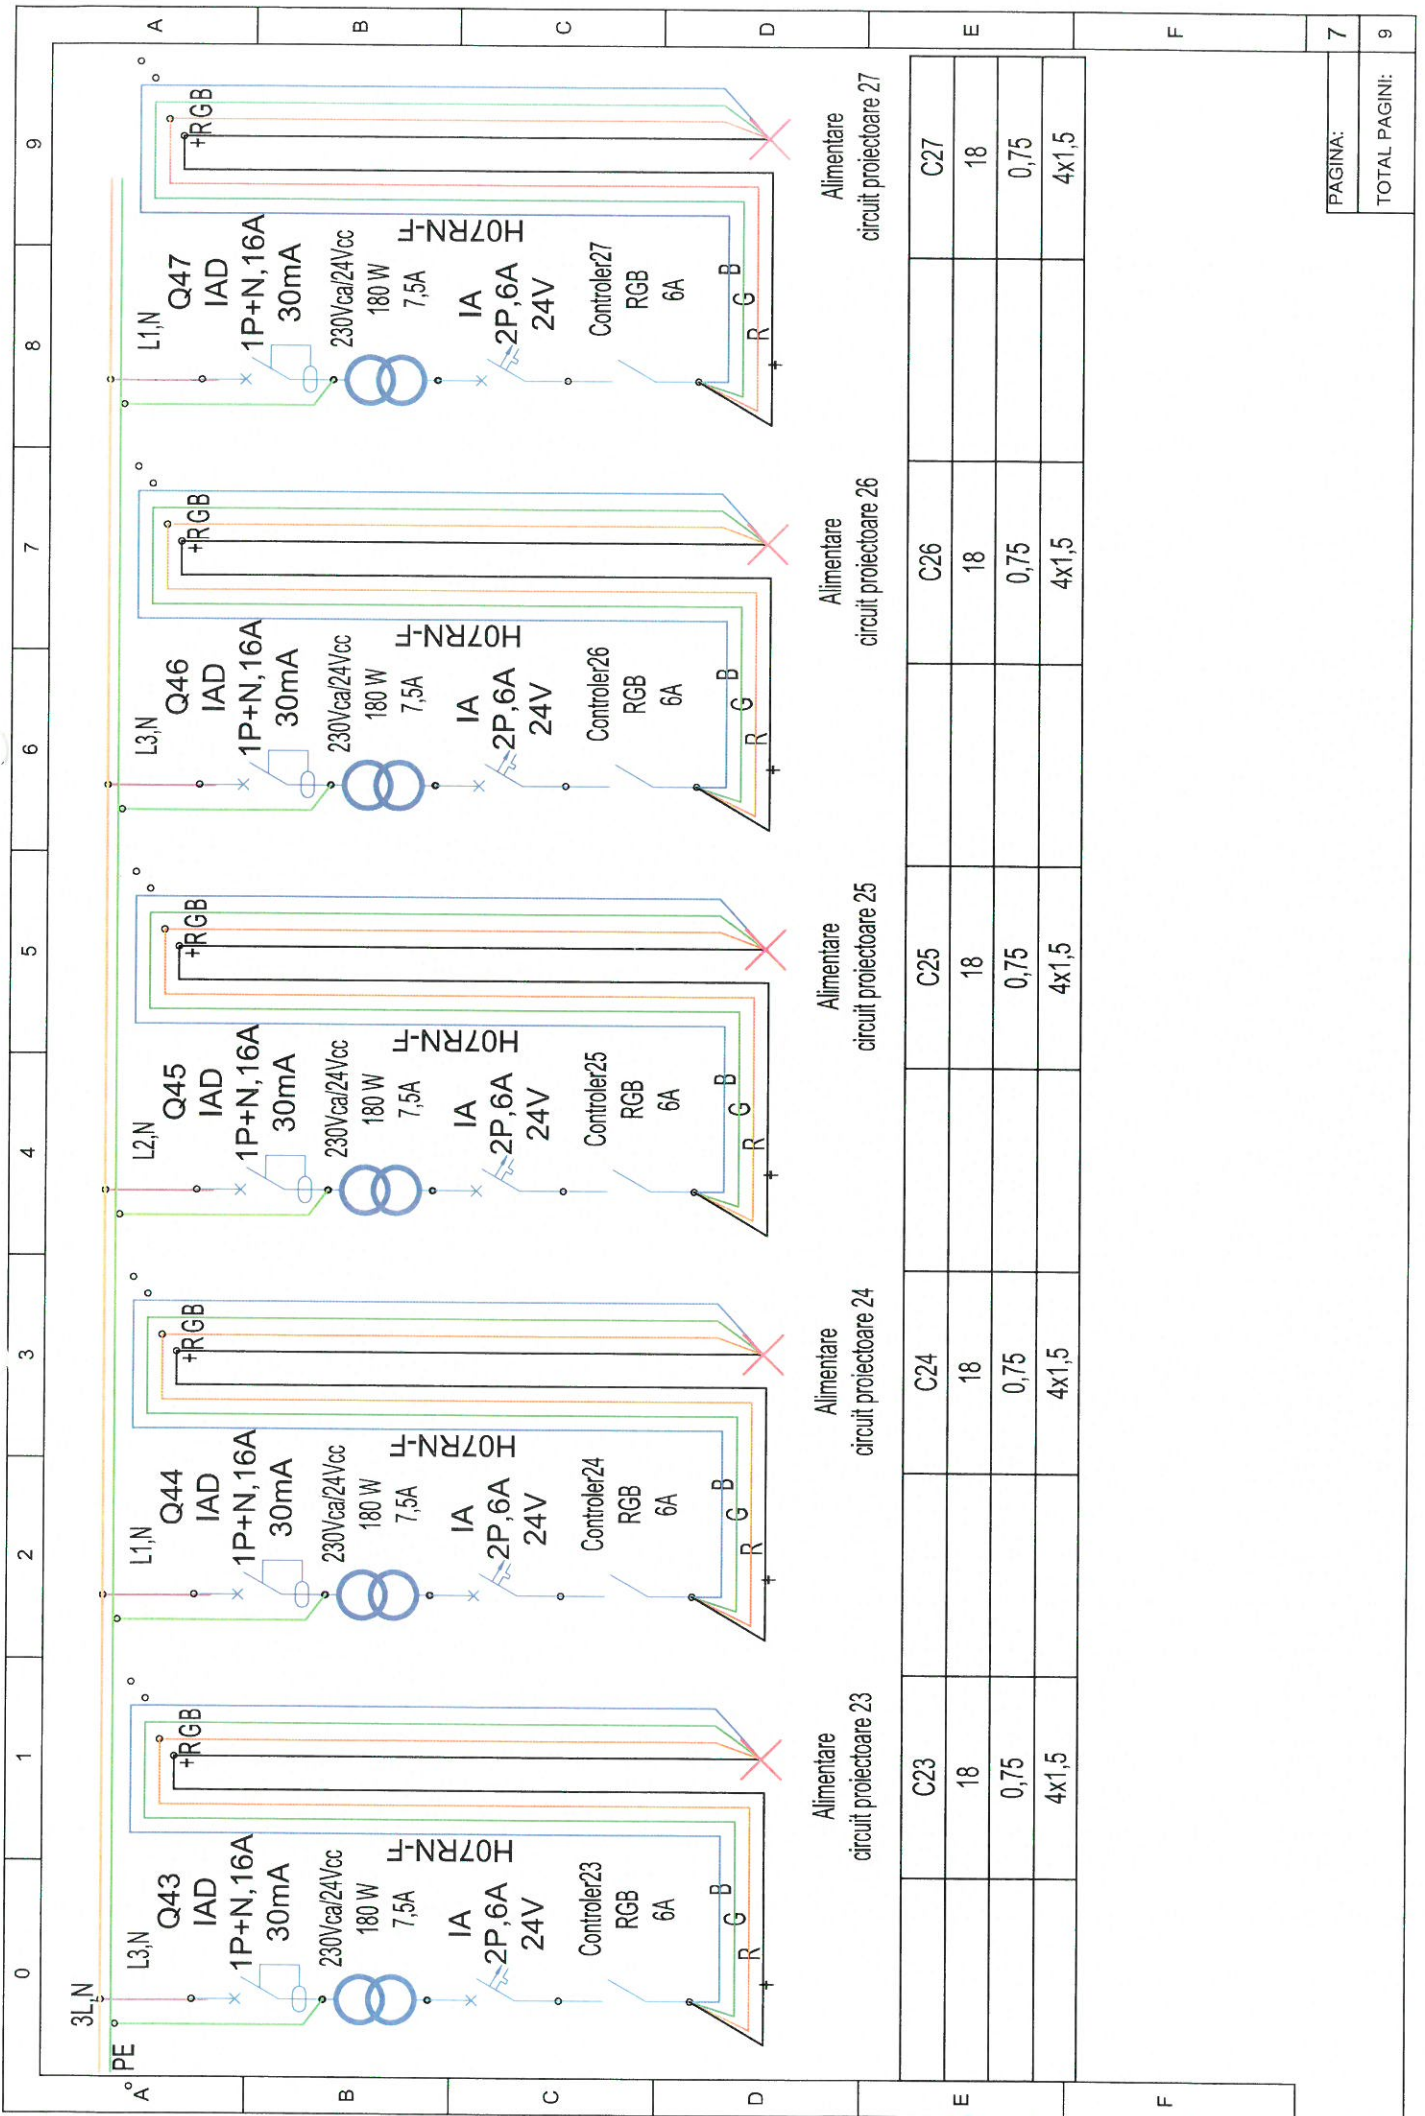 0 1 2 3 4 5 6 7 8 9
A
B
C
D
E
F
A
B
C
D
E
F
3L,N
PE
L3,N
Q43
IAD
1P+N,16A
30mA
230Vca/24Vcc
180 W
7,5A
H07RN-F
IA
2P,6A
24V
Controler23
RGB
6A
R G B
+
+RGB
Alimentare
circuit proiectoare 23
L1,N
Q44
IAD
1P+N,16A
30mA
230Vca/24Vcc
180 W
7,5A
H07RN-F
IA
2P,6A
24V
Controler24
RGB
6A
R G B
+
+RGB
Alimentare
circuit proiectoare 24
L2,N
Q45
IAD
1P+N,16A
30mA
230Vca/24Vcc
180 W
7,5A
H07RN-F
IA
2P,6A
24V
Controler25
RGB
6A
R G B
+
+RGB
Alimentare
circuit proiectoare 25
L3,N
Q46
IAD
1P+N,16A
30mA
230Vca/24Vcc
180 W
7,5A
H07RN-F
IA
2P,6A
24V
Controler26
RGB
6A
R G B
+
+RGB
Alimentare
circuit proiectoare 26
L1,N
Q47
IAD
1P+N,16A
30mA
230Vca/24Vcc
180 W
7,5A
H07RN-F
IA
2P,6A
24V
Controler27
RGB
6A
R G B
+
+RGB
Alimentare
circuit proiectoare 27
C23 C24 C25 C26 C27
18 18 18 18 18
0,75 0,75 0,75 0,75 0,75
4x1,5 4x1,5 4x1,5 4x1,5 4x1,5
PAGINA: 7
TOTAL PAGINI: 9